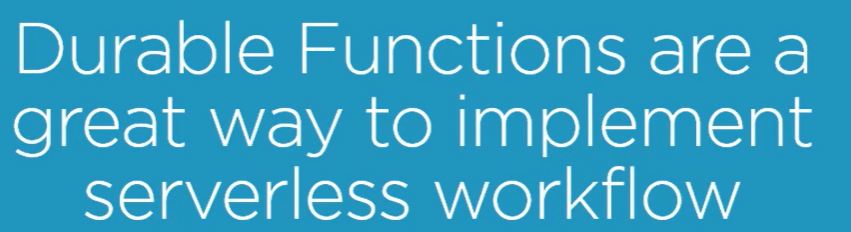 Durable Functions are a
great way to implement
serverless workflow